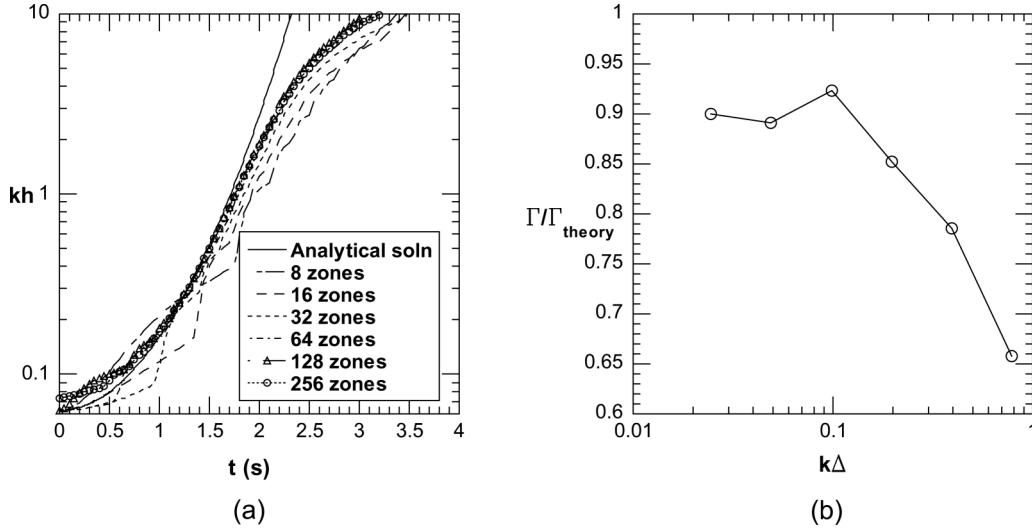 10
kh
1
0.1
0
0.5
1
1.5
2
2.5
3
3.5
4
t (s)
Analytical soln
8 zones
16 zones
32 zones
64 zones
128 zones
256 zones
(a)
1
0.95
0.9
0.85
0.8
0.75
0.7
0.65
0.6
Γ/Γtheory
0.01
0.1
1
kΔ
(b)